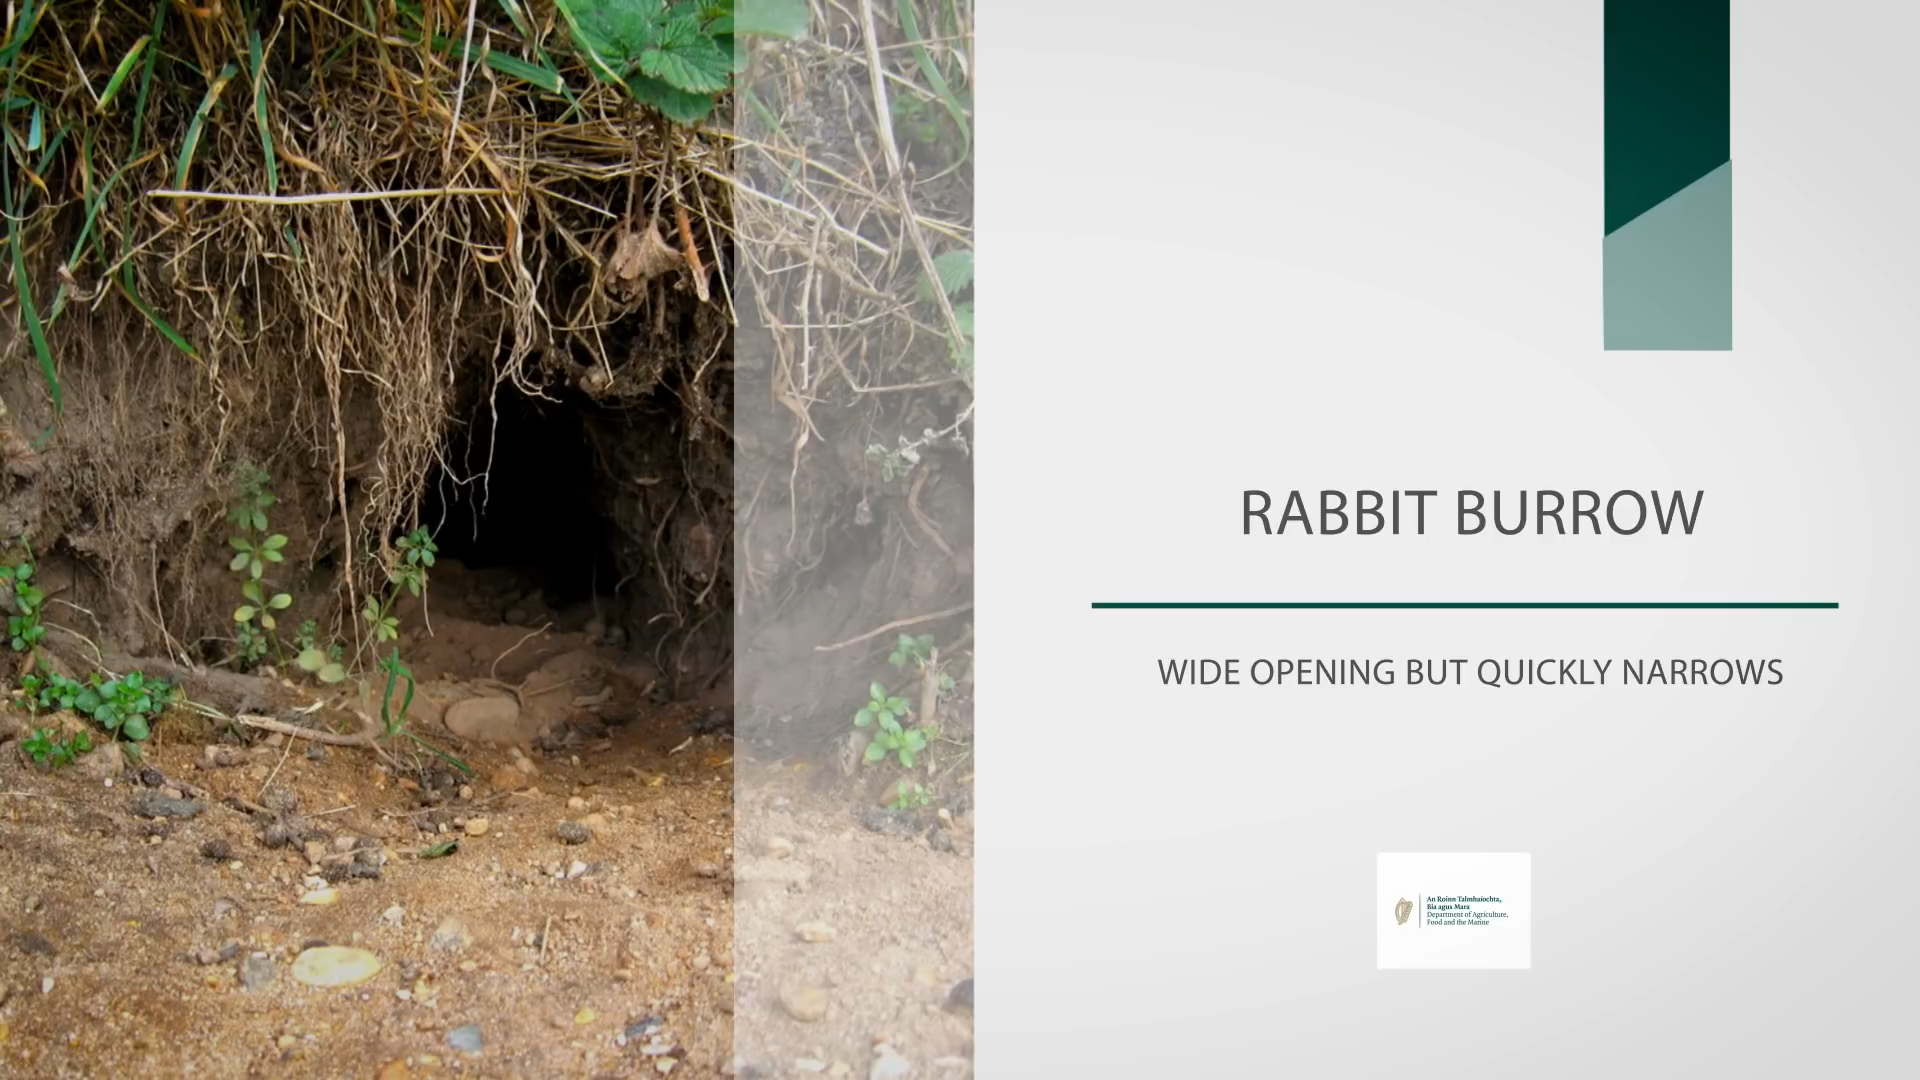 RABBIT BURROW
WIDE OPENING BUT QUICKLY NARROWS
An Roinn Talmhaíochta,
Bia agus Mara
Department of Agriculture,
Food and the Marine